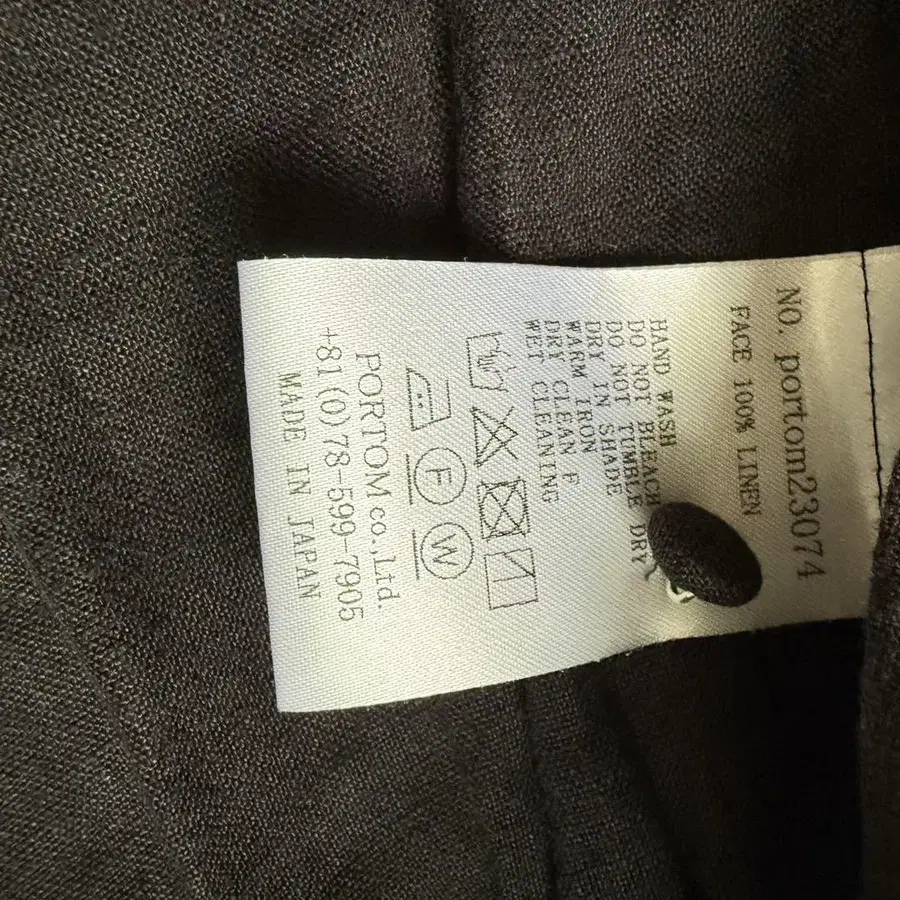 NO. portom23074
FACE 100% LINEN
HAND WASH
DO NOT BLEACH
DO NOT TUMBLE DRY
DRY IN SHADE
WARM IRON
DRY CLEAN F
WET CLEANING
F W
PORTOM co.,Ltd.
+81(0)78-599-7905
MADE IN JAPAN